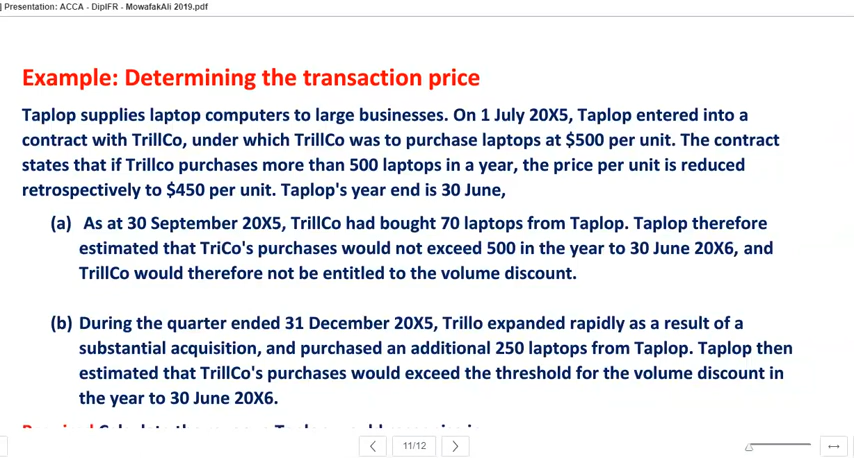 Presentation: ACCA - DipIFR - MowafakAli 2019.pdf
Example: Determining the transaction price
Taplop supplies laptop computers to large businesses. On 1 July 20X5, Taplop entered into a
contract with TrillCo, under which TrillCo was to purchase laptops at $500 per unit. The contract
states that if Trillco purchases more than 500 laptops in a year, the price per unit is reduced
retrospectively to $450 per unit. Taplop's year end is 30 June,
(a) As at 30 September 20X5, TrillCo had bought 70 laptops from Taplop. Taplop therefore
estimated that TriCo's purchases would not exceed 500 in the year to 30 June 20X6, and
TrillCo would therefore not be entitled to the volume discount.
(b) During the quarter ended 31 December 20X5, Trillo expanded rapidly as a result of a
substantial acquisition, and purchased an additional 250 laptops from Taplop. Taplop then
estimated that TrillCo's purchases would exceed the threshold for the volume discount in
the year to 30 June 20X6.
11/12